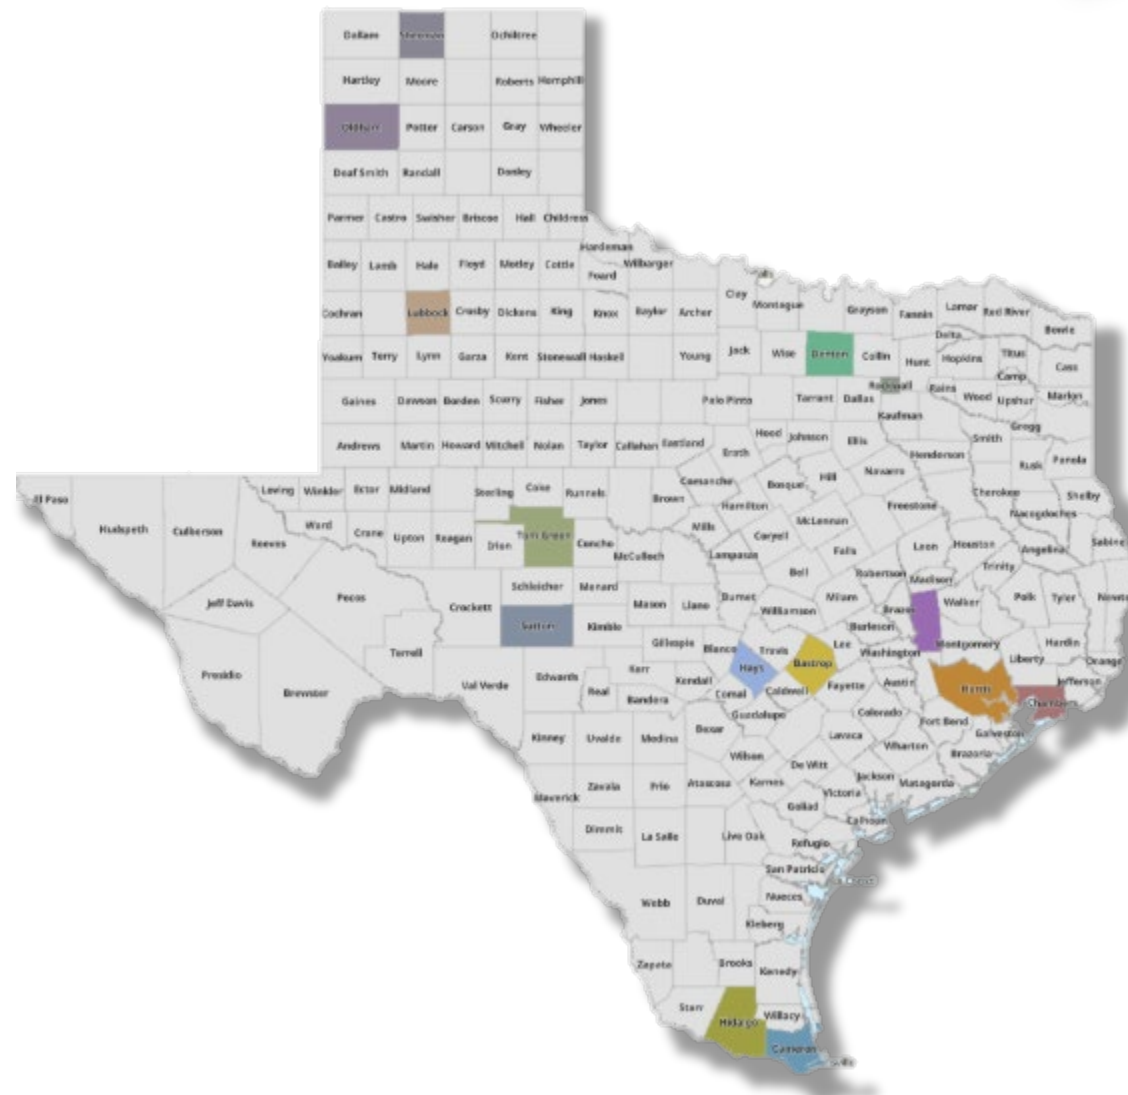 Dallam Sherman Ochiltree
Hartley Moore Roberts Hemphill
Oldham Potter Carson Gray Wheeler
Deaf Smith Randall Donley
Parmer Castro Swisher Briscoe Hall Childress
Hardeman
Bailey Lamb Hale Floyd Motley Cottle Foard Wilbarger
Clay Montague
Cochran Lubbock Crosby Dickens King Knox Baylor Archer Grayson Fannin Lamar Red River Bowie
Delta
Yoakum Terry Lynn Garza Kent Stonewall Haskell Young Jack Wise Denton Collin Hunt Hopkins Titus Cass
Camp
Rockwall Rains
Gaines Dawson Borden Scurry Fisher Jones Palo Pinto Tarrant Dallas Wood Upshur Marion
Kaufman
Gregg
Andrews Martin Howard Mitchell Nolan Taylor Callahan Eastland Erath Hood Johnson Ellis Smith
Henderson Rusk Panola
Navarro
El Paso Loving Winkler Ector Midland Sterling Coke Runnels Brown Comanche Bosque Hill Cherokee Shelby
Hamilton Freestone Nacogdoches
Hudspeth Culberson Reeves Ward Crane Upton Reagan Irion Tom Green Concho McCulloch Mills Coryell McLennan
Lampasas Falls Leon Houston Angelina Sabine
Trinity
Jeff Davis Pecos Crockett Schleicher Menard Bell Robertson Madison
Mason Llano Burnet Williamson Milam Brazos Walker Polk Tyler Newto
Sutton Kimble Burleson
Terrell Gillespie Blanco Travis Lee Washington Montgomery Hardin
Liberty Orange
Presidio Brewster Val Verde Edwards Kerr Kendall Hays Bastrop
Real Bandera Comal Caldwell Fayette Austin Harris Jefferson
Chambers
Guadalupe Colorado Fort Bend
Galveston
Kinney Uvalde Medina Bexar Lavaca Wharton Brazoria
Wilson De Witt
Maverick Zavala Frio Atascosa Karnes Jackson Matagorda
Victoria
Goliad
Dimmit La Salle Live Oak Calhoun
Refugio
San Patricio
Webb Duval Nueces
Kleberg
Zapata Brooks Kenedy
Starr Hidalgo Willacy
Cameron